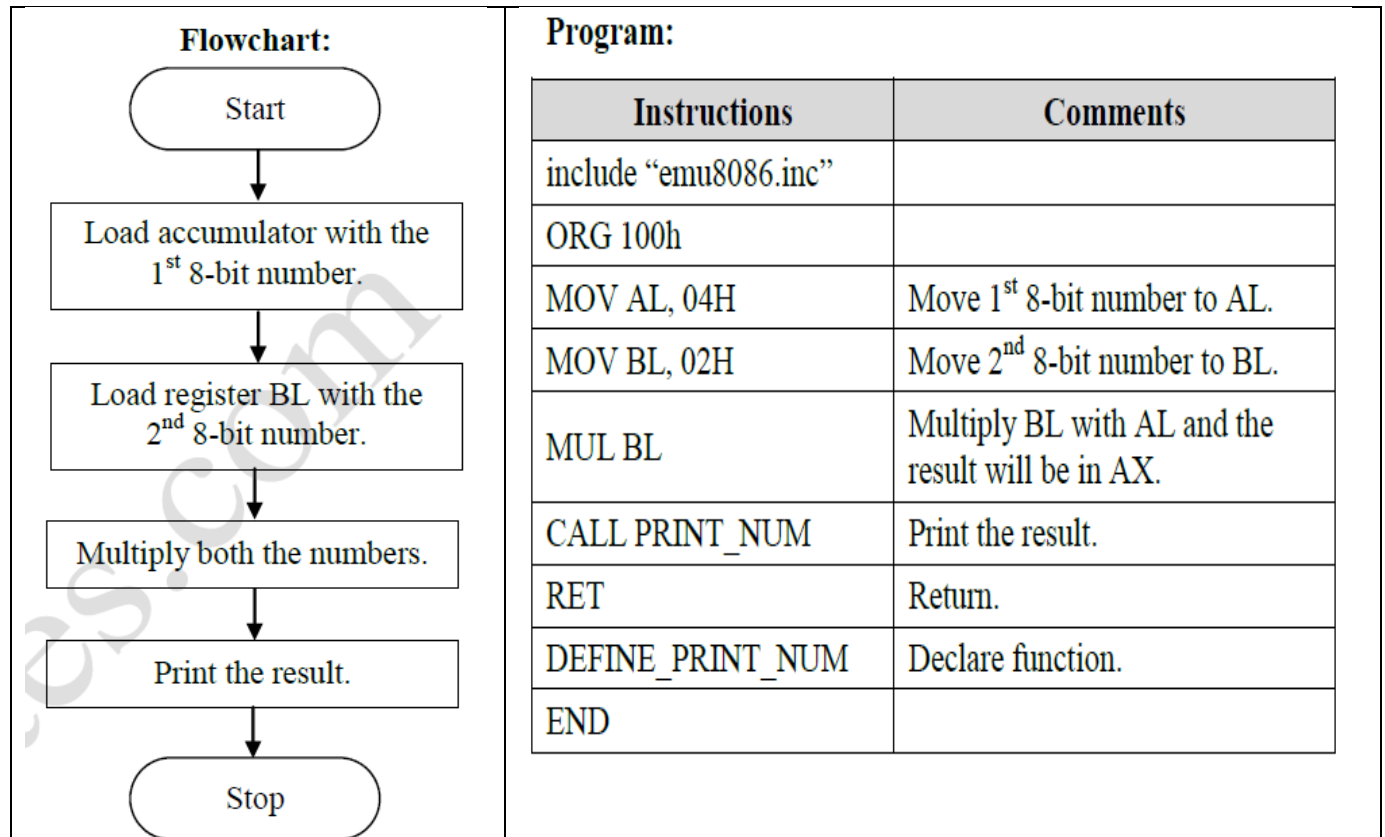 Flowchart:
Start
Load accumulator with the
1st 8-bit number.
Load register BL with the
2nd 8-bit number.
Multiply both the numbers.
Print the result.
Stop
es.com
Program:
Instructions Comments
include “emu8086.inc”
ORG 100h
MOV AL, 04H Move 1st 8-bit number to AL.
MOV BL, 02H Move 2nd 8-bit number to BL.
MUL BL Multiply BL with AL and the
result will be in AX.
CALL PRINT_NUM Print the result.
RET Return.
DEFINE_PRINT_NUM Declare function.
END